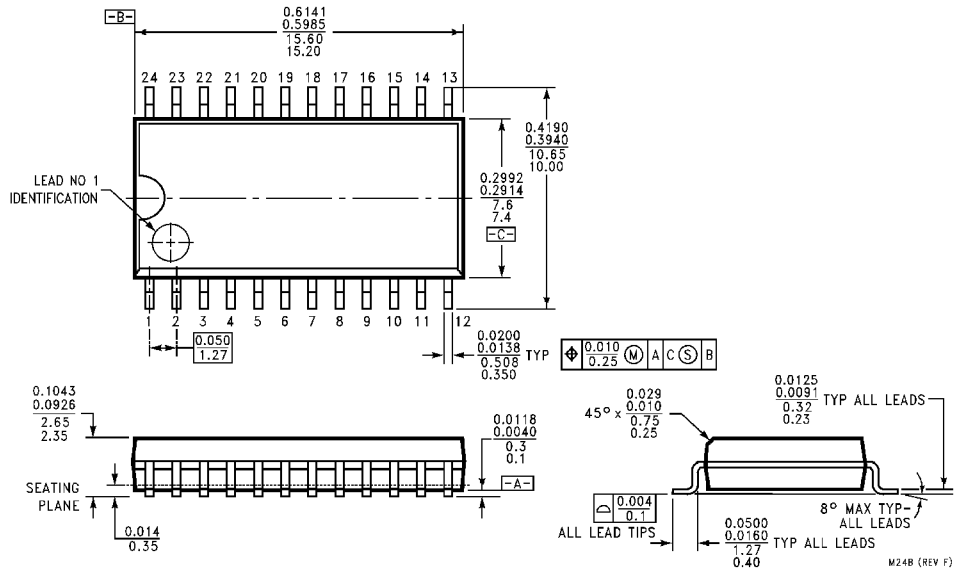 -B-
0.6141
0.5985
15.60
15.20
24 23 22 21 20 19 18 17 16 15 14 13
0.4190
0.3940
10.65
10.00
LEAD NO 1
IDENTIFICATION
0.2992
0.2914
7.6
7.4
-C-
1 2 3 4 5 6 7 8 9 10 11 12
0.050
1.27
0.0200
0.0138
0.508
0.350
TYP
0.010
0.25
M
A
C
S
B
0.1043
0.0926
2.65
2.35
SEATING
PLANE
0.014
0.35
0.0118
0.0040
0.3
0.1
-A-
45° x
0.029
0.010
0.75
0.25
0.0125
0.0091
0.32
0.23
TYP ALL LEADS
0.004
0.1
ALL LEAD TIPS
0.0500
0.0160
1.27
0.40
TYP ALL LEADS
8° MAX TYP-
ALL LEADS
M24B (REV F)